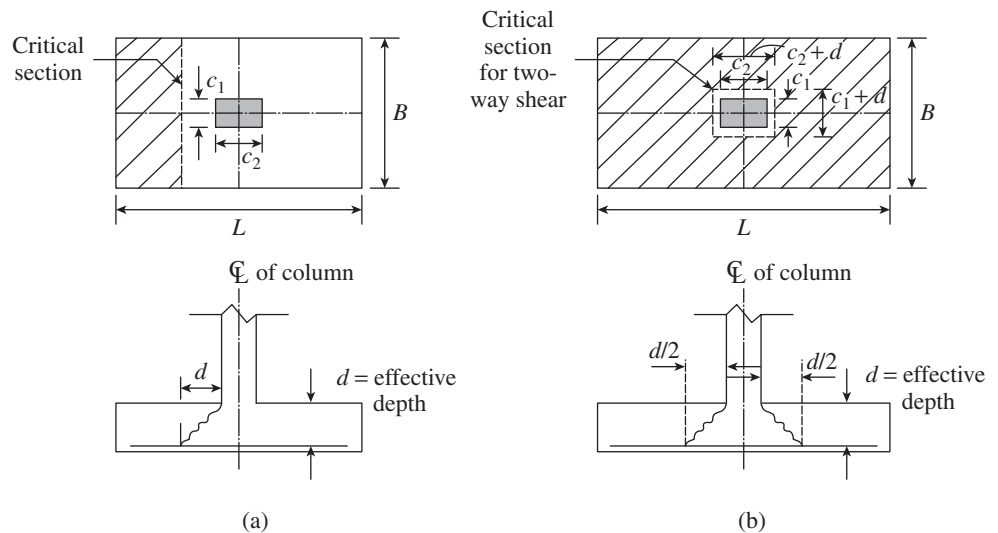 Critical
section
c₁
c₂
B
L
℄ of column
d
d = effective
depth
(a)
Critical
section
for two-
way shear
c₂ + d
c₂
c₁
c₁ + d
B
L
℄ of column
d/2
d/2
d = effective
depth
(b)